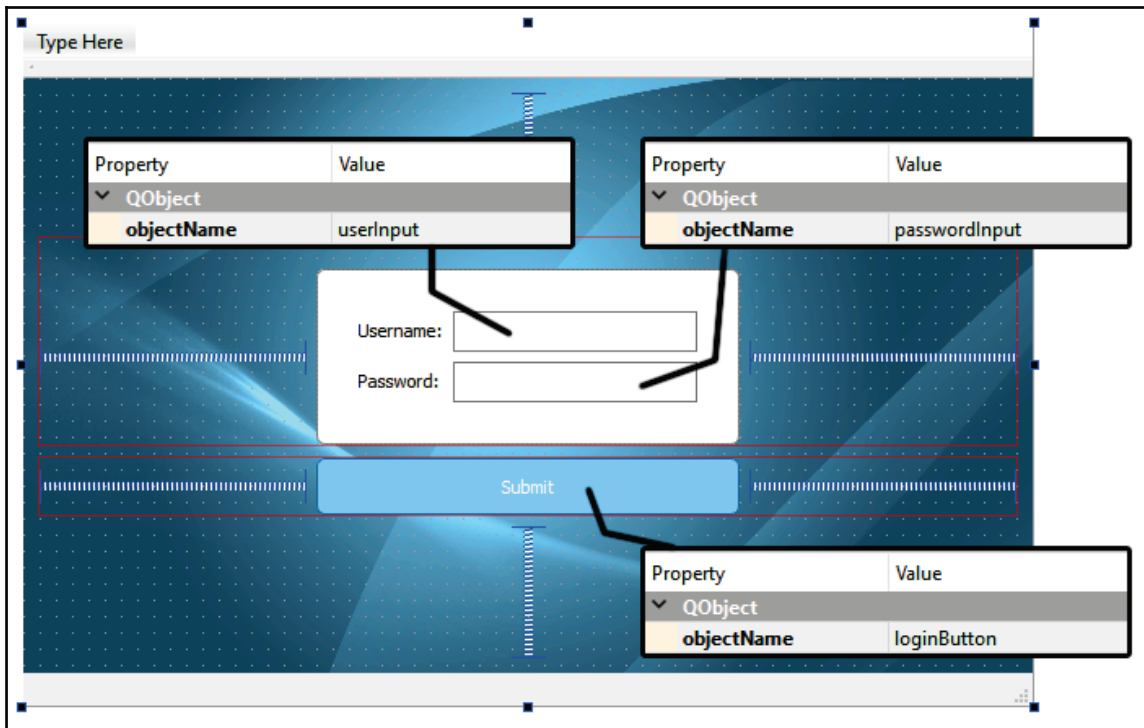 Type Here
Property Value
QObject
objectName userInput
Property Value
QObject
objectName passwordInput
Username:
Password:
Submit
Property Value
QObject
objectName loginButton